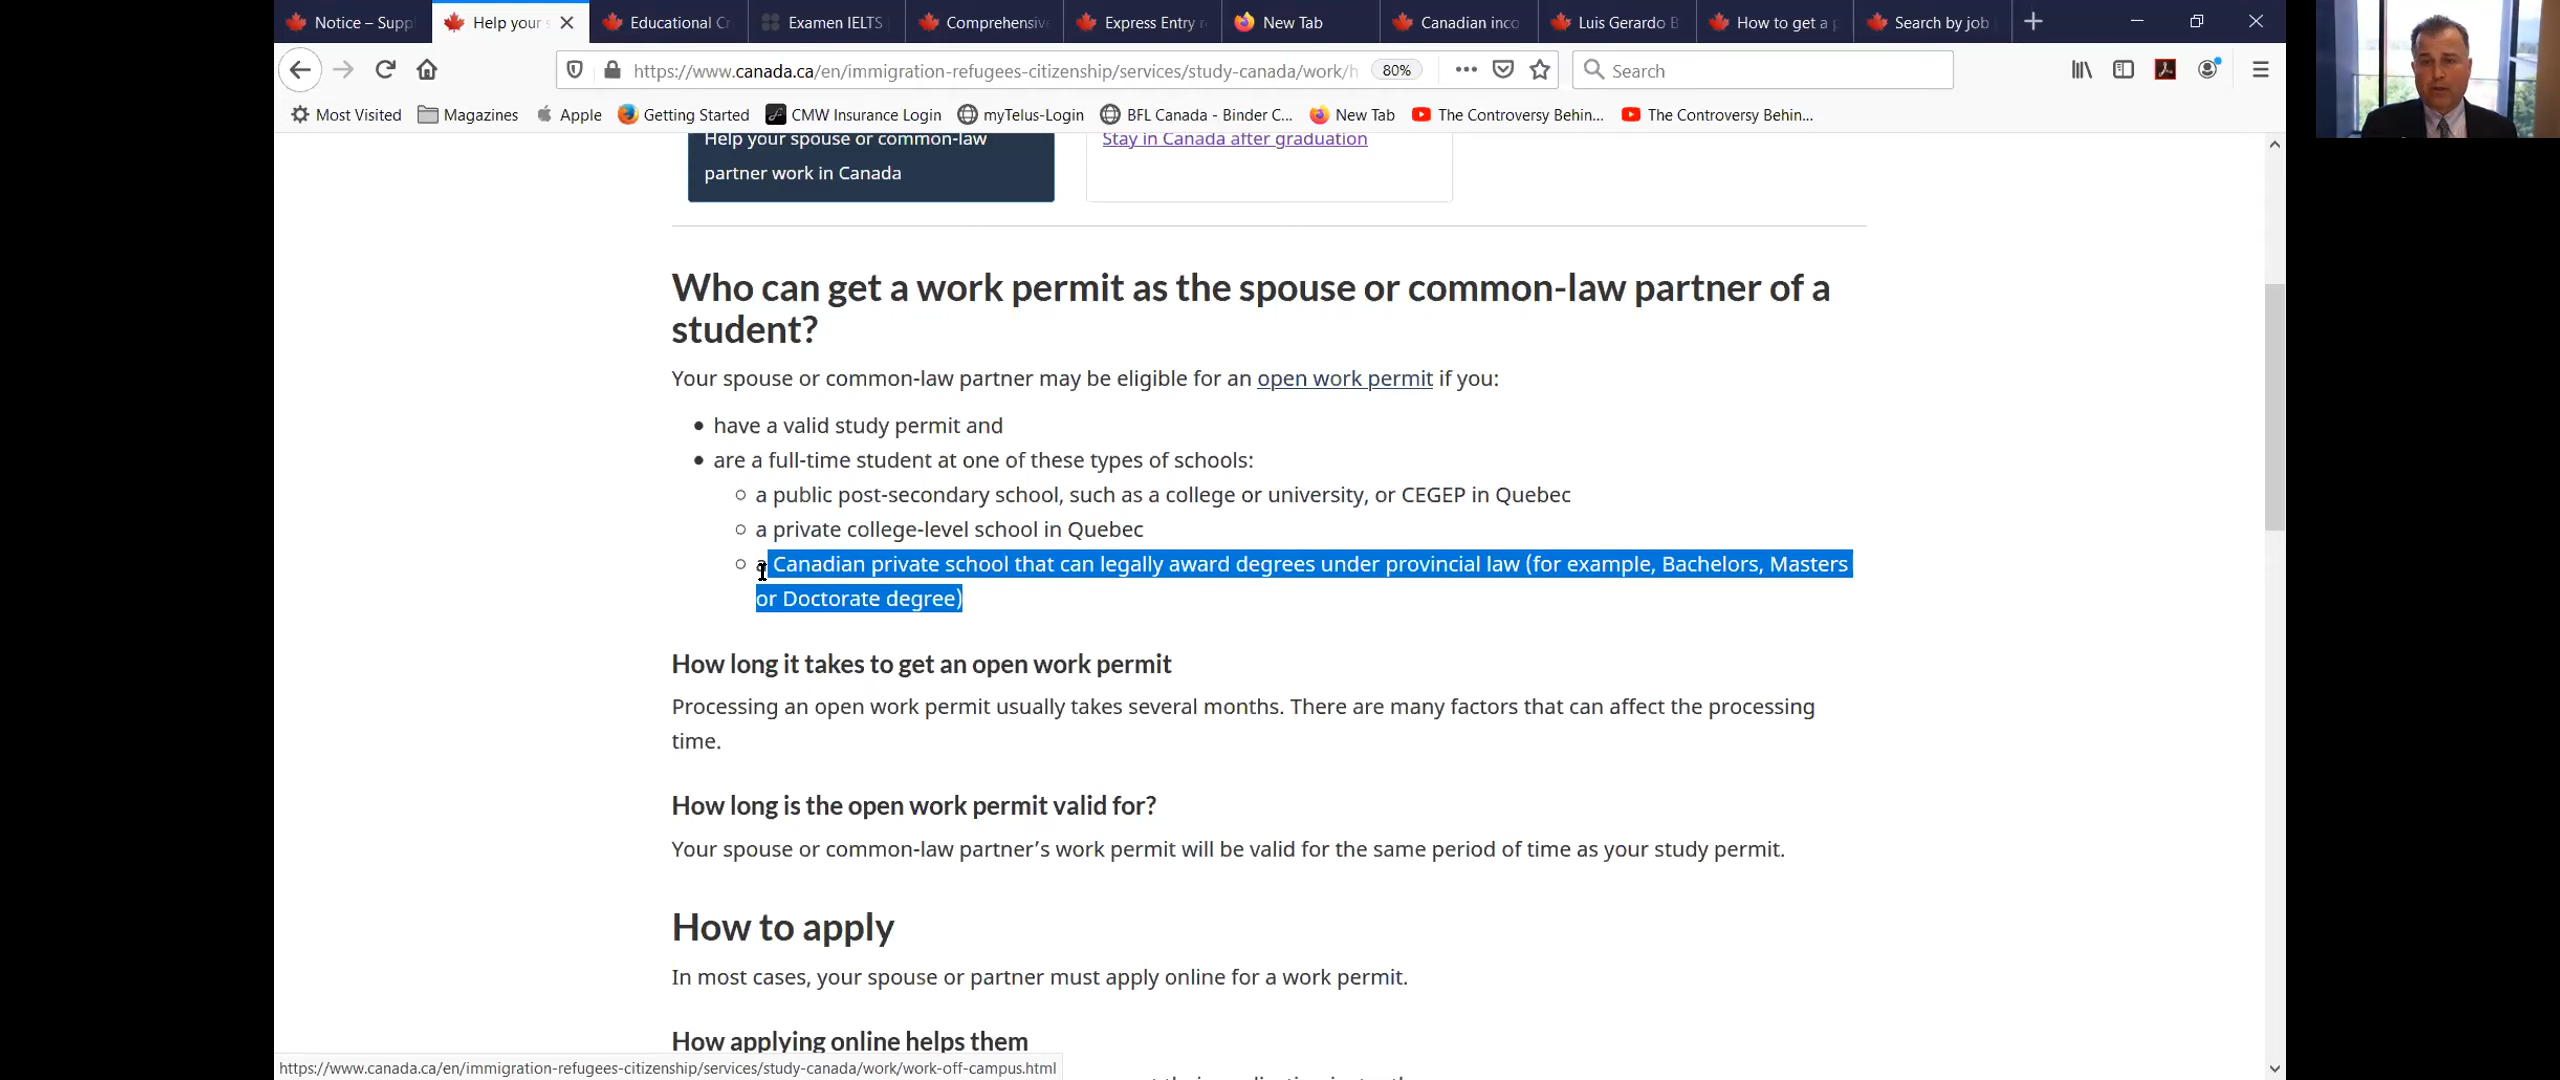 Notice – Supp
Help your s
Educational Cr
Examen IELTS
Comprehensive
Express Entry r
New Tab
Canadian inco
Luis Gerardo B
How to get a p
Search by job
https://www.canada.ca/en/immigration-refugees-citizenship/services/study-canada/work/h
80%
Search
Most Visited
Magazines
Apple
Getting Started
CMW Insurance Login
myTelus-Login
BFL Canada - Binder C...
New Tab
The Controversy Behin...
The Controversy Behin...
Help your spouse or common-law
partner work in Canada
Stay in Canada after graduation
Who can get a work permit as the spouse or common-law partner of a
student?
Your spouse or common-law partner may be eligible for an open work permit if you:
• have a valid study permit and
• are a full-time student at one of these types of schools:
○ a public post-secondary school, such as a college or university, or CEGEP in Quebec
○ a private college-level school in Quebec
○ a Canadian private school that can legally award degrees under provincial law (for example, Bachelors, Masters
or Doctorate degree)
How long it takes to get an open work permit
Processing an open work permit usually takes several months. There are many factors that can affect the processing
time.
How long is the open work permit valid for?
Your spouse or common-law partner’s work permit will be valid for the same period of time as your study permit.
How to apply
In most cases, your spouse or partner must apply online for a work permit.
How applying online helps them
https://www.canada.ca/en/immigration-refugees-citizenship/services/study-canada/work/work-off-campus.html